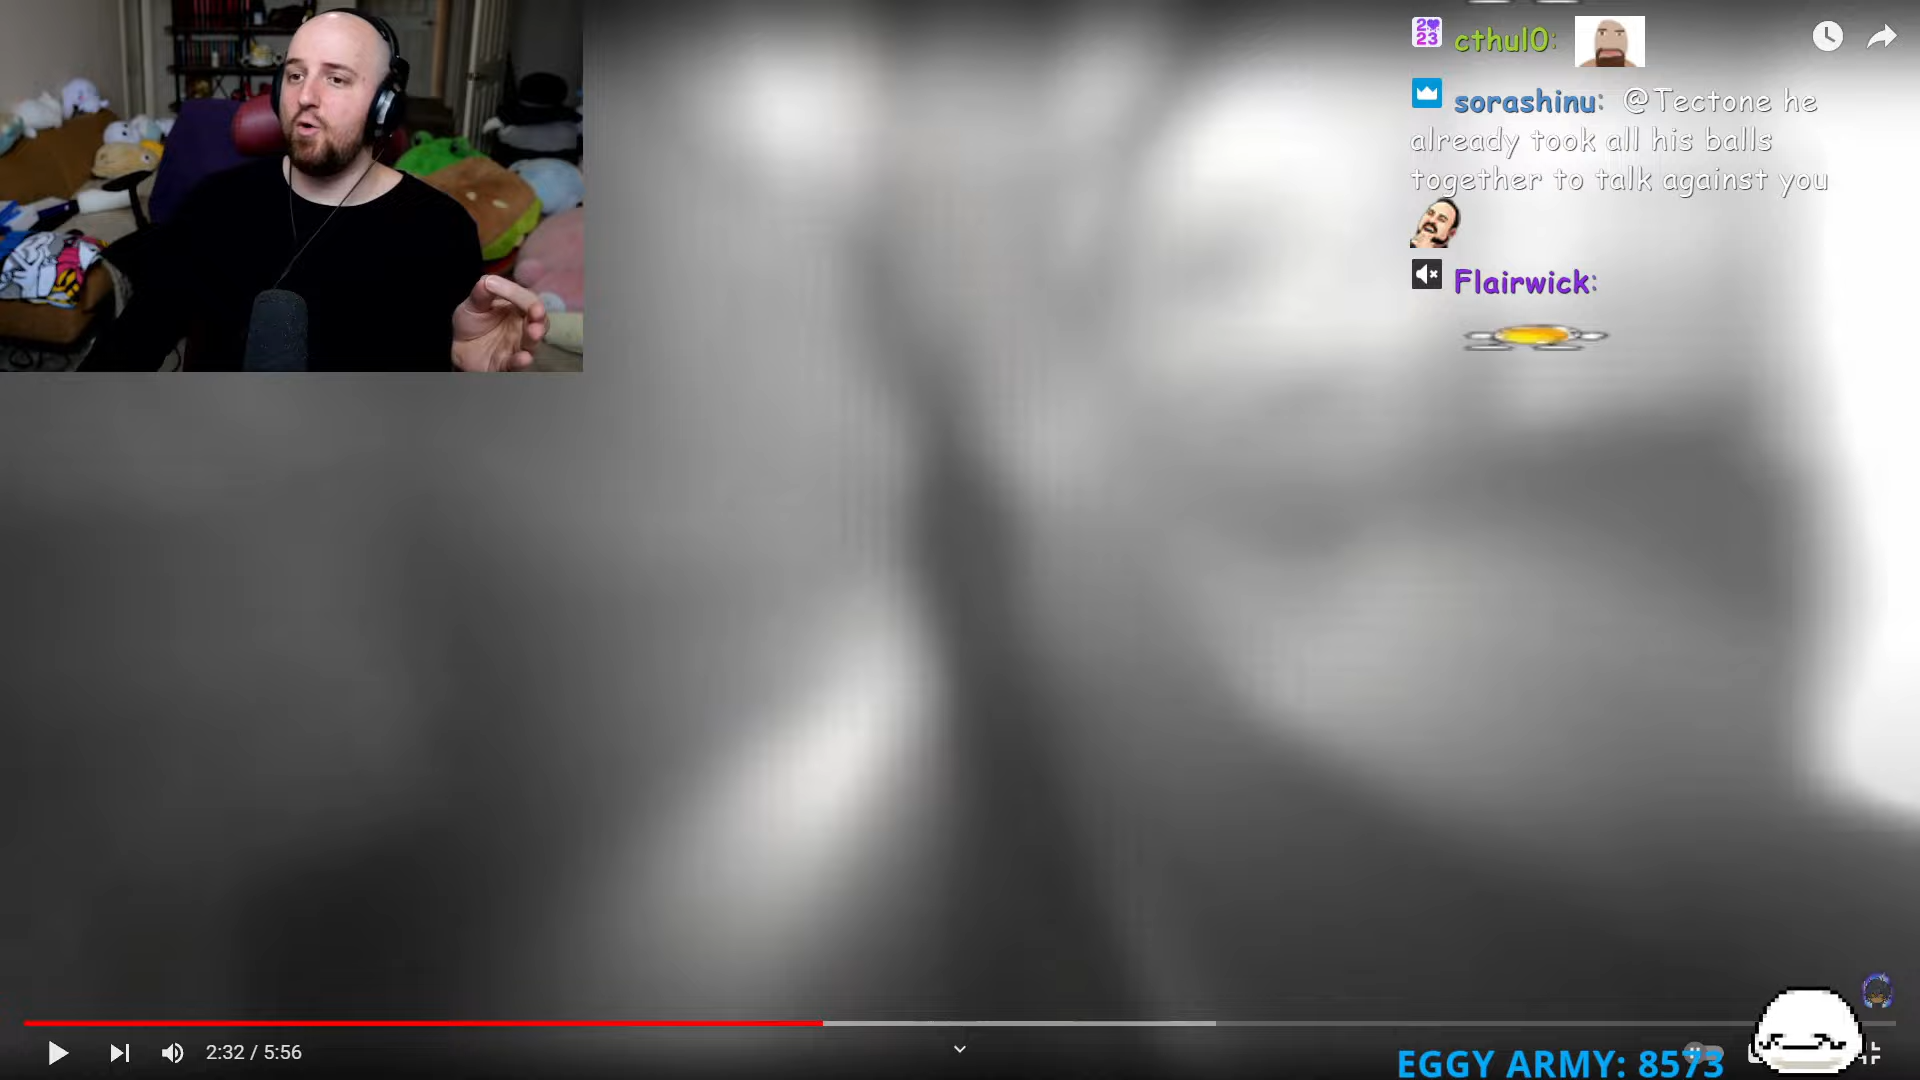 2023
cthul0:
sorashinu: @Tectone he
already took all his balls
together to talk against you
Flairwick:
2:32 / 5:56
EGGY ARMY: 8573